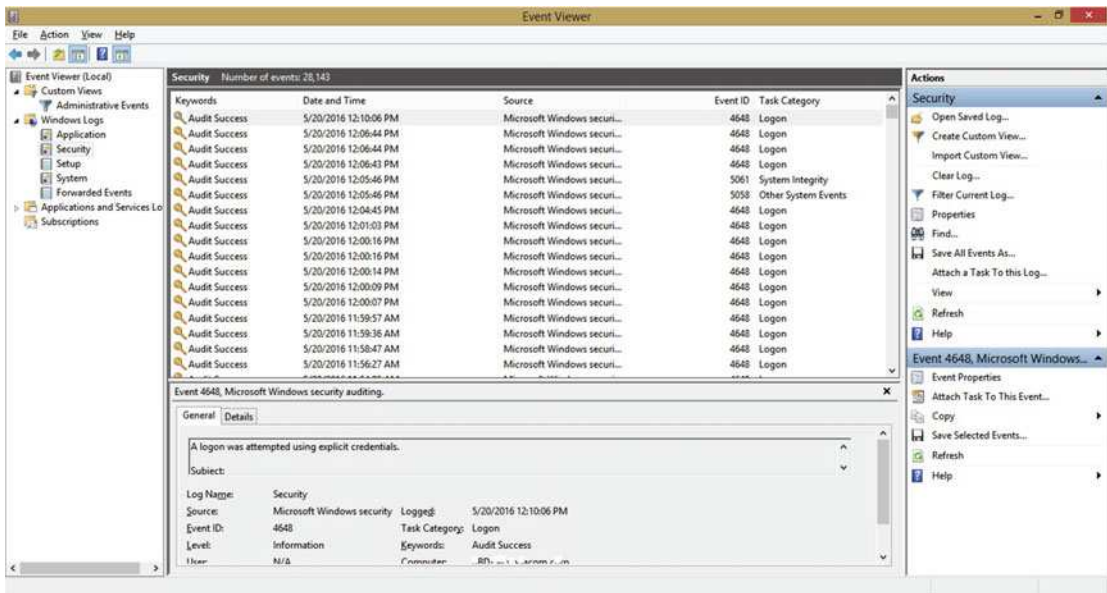 Event Viewer
File Action View Help
Event Viewer (Local)
Custom Views
Administrative Events
Windows Logs
Application
Security
Setup
System
Forwarded Events
Applications and Services Lo
Subscriptions
Security Number of events: 28,143
Keywords Date and Time Source Event ID Task Category
Audit Success 5/20/2016 12:10:06 PM Microsoft Windows securi... 4648 Logon
Audit Success 5/20/2016 12:06:44 PM Microsoft Windows securi... 4648 Logon
Audit Success 5/20/2016 12:06:44 PM Microsoft Windows securi... 4648 Logon
Audit Success 5/20/2016 12:06:43 PM Microsoft Windows securi... 4648 Logon
Audit Success 5/20/2016 12:05:46 PM Microsoft Windows securi... 5061 System Integrity
Audit Success 5/20/2016 12:05:46 PM Microsoft Windows securi... 5058 Other System Events
Audit Success 5/20/2016 12:04:45 PM Microsoft Windows securi... 4648 Logon
Audit Success 5/20/2016 12:01:03 PM Microsoft Windows securi... 4648 Logon
Audit Success 5/20/2016 12:00:16 PM Microsoft Windows securi... 4648 Logon
Audit Success 5/20/2016 12:00:16 PM Microsoft Windows securi... 4648 Logon
Audit Success 5/20/2016 12:00:14 PM Microsoft Windows securi... 4648 Logon
Audit Success 5/20/2016 12:00:09 PM Microsoft Windows securi... 4648 Logon
Audit Success 5/20/2016 12:00:07 PM Microsoft Windows securi... 4648 Logon
Audit Success 5/20/2016 11:59:57 AM Microsoft Windows securi... 4648 Logon
Audit Success 5/20/2016 11:59:36 AM Microsoft Windows securi... 4648 Logon
Audit Success 5/20/2016 11:58:47 AM Microsoft Windows securi... 4648 Logon
Audit Success 5/20/2016 11:56:27 AM Microsoft Windows securi... 4648 Logon
Event 4648, Microsoft Windows security auditing.
General Details
A logon was attempted using explicit credentials.
Subject:
Log Name: Security
Source: Microsoft Windows security Logged: 5/20/2016 12:10:06 PM
Event ID: 4648 Task Category: Logon
Level: Information Keywords: Audit Success
User: N/A Computer:
Actions
Security
Open Saved Log...
Create Custom View...
Import Custom View...
Clear Log...
Filter Current Log...
Properties
Find...
Save All Events As...
Attach a Task To this Log...
View
Refresh
Help
Event 4648, Microsoft Windows...
Event Properties
Attach Task To This Event...
Copy
Save Selected Events...
Refresh
Help